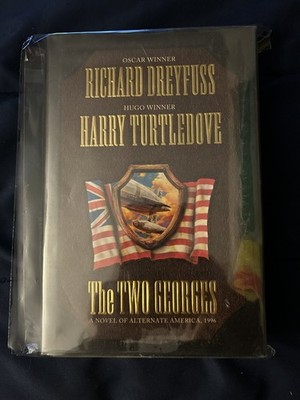 OSCAR WINNER
RICHARD DREYFUSS
HUGO WINNER
HARRY TURTLEDOVE
The TWO GEORGES
A NOVEL OF ALTERNATE AMERICA, 1996